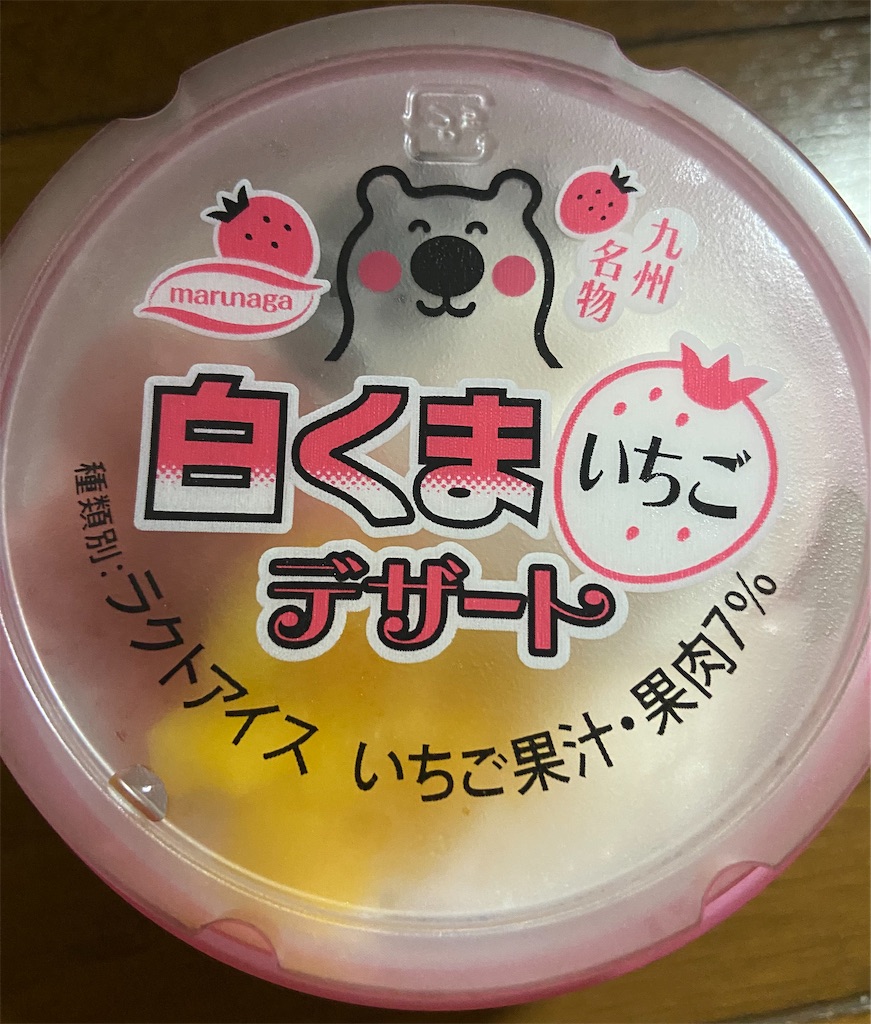 marunaga
九州
名物
白くま
いちご
デザート
種類別:ラクトアイス
いちご果汁・果肉7%